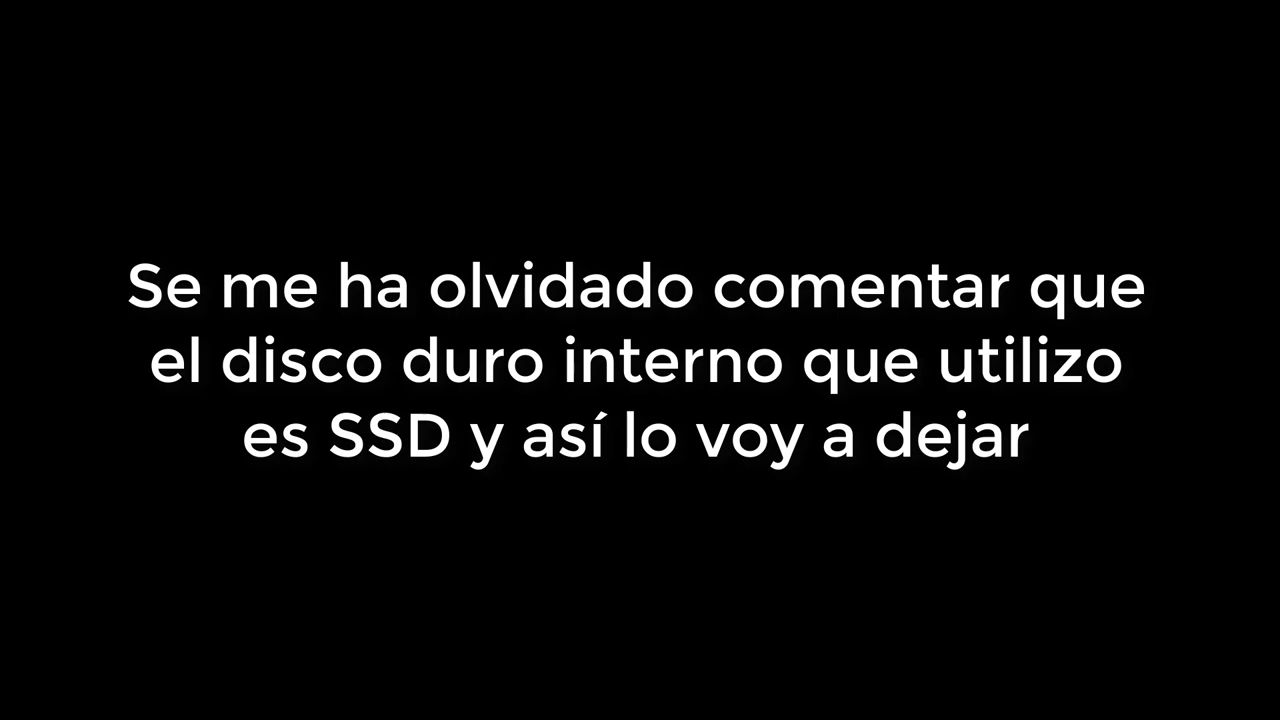 Se me ha olvidado comentar que
el disco duro interno que utilizo
es SSD y así lo voy a dejar